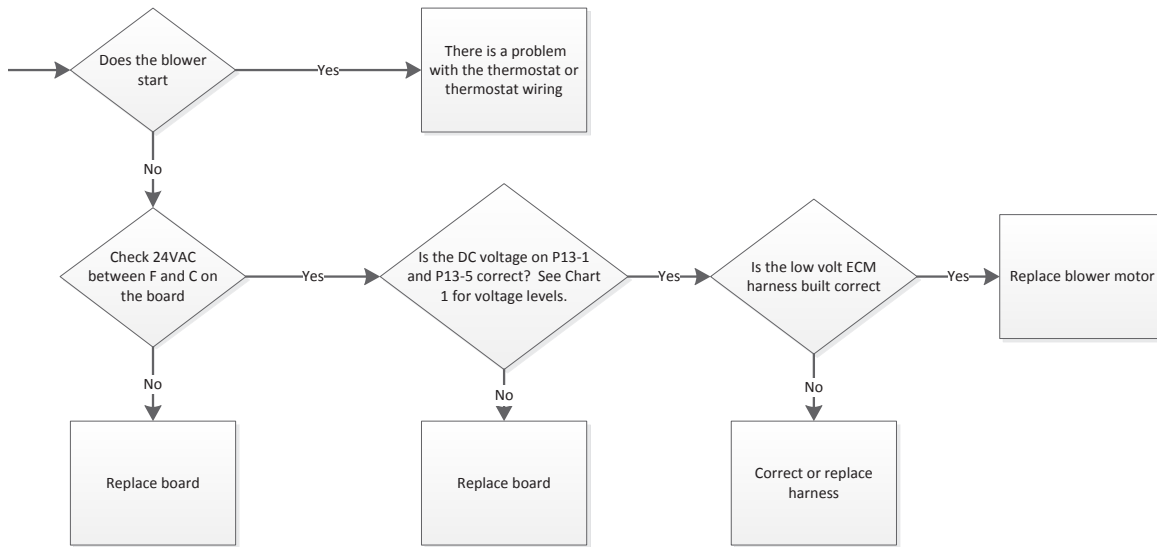 Does the blower
start
Yes
There is a problem
with the thermostat or
thermostat wiring
No
Check 24VAC
between F and C on
the board
Yes
Is the DC voltage on P13-1
and P13-5 correct?  See Chart
1 for voltage levels.
Yes
Is the low volt ECM
harness built correct
Yes
Replace blower motor
No
No
No
Replace board
Replace board
Correct or replace
harness